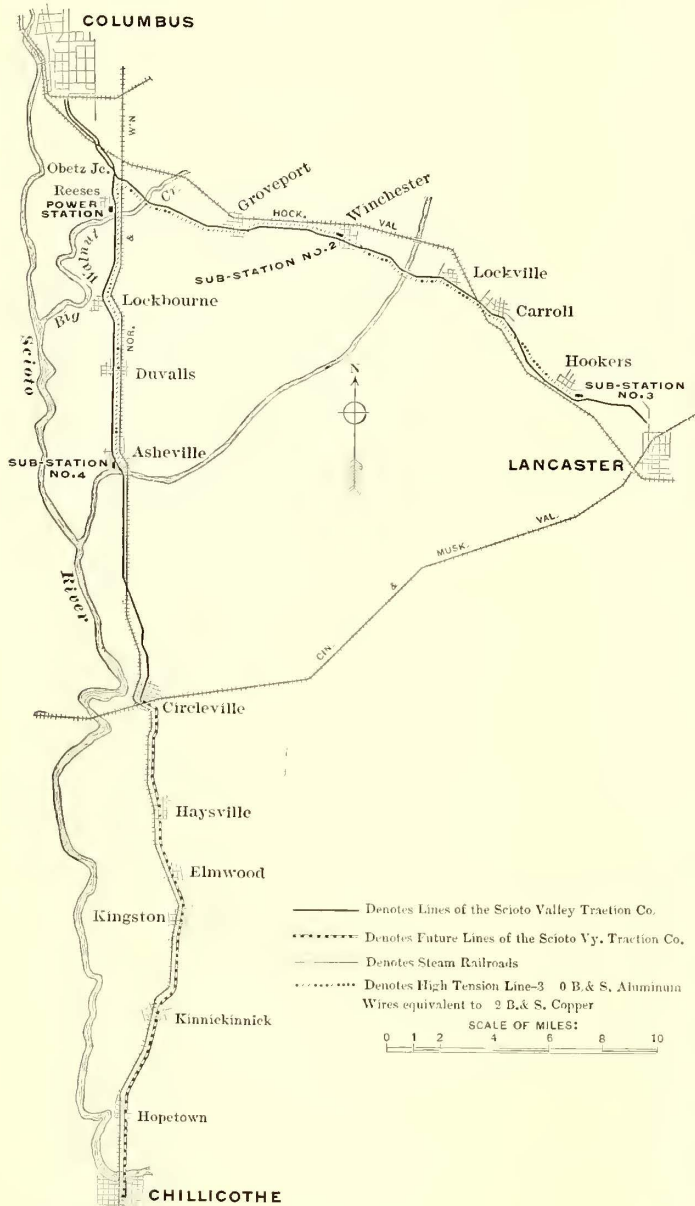 COLUMBUS
W.N
Obetz Jc.
Reeses
POWER
STATION
Cr.
Walnut
Big
Groveport
HOCK.
VAL
Winchester
SUB-STATION NO.2
&
Lockville
Lockbourne
Carroll
Scioto
NOR.
Duvalls
Hookers
N
SUB-STATION
NO.3
Asheville
SUB-STATION
NO.4
LANCASTER
River
CIN.
&
MUSK.
VAL.
Circleville
Haysville
Elmwood
Kingston
Kinnickinnick
Hopetown
CHILLICOTHE
Denotes Lines of the Scioto Valley Traction Co.
Denotes Future Lines of the Scioto Vy. Traction Co.
Denotes Steam Railroads
Denotes High Tension Line-3 0 B.& S. Aluminum
Wires equivalent to 2 B.& S. Copper
SCALE OF MILES:
0 1 2 4 6 8 10